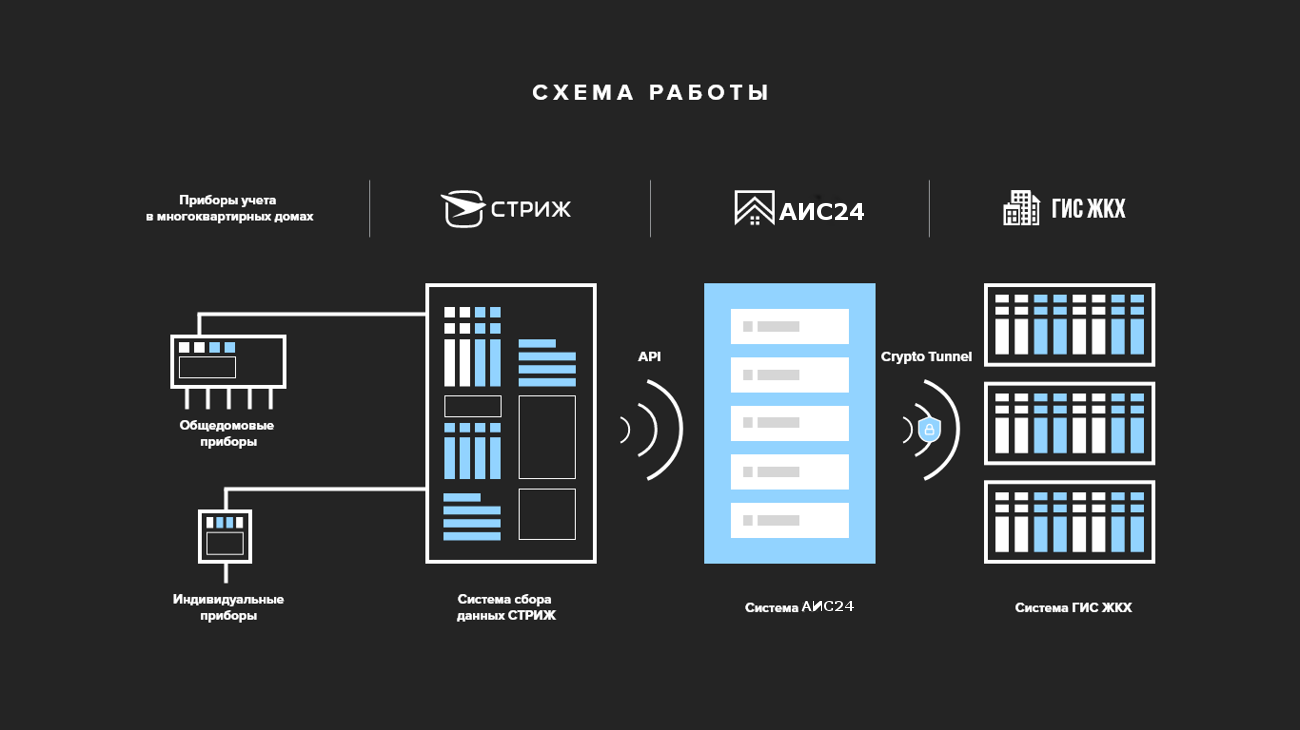 СХЕМА РАБОТЫ
Приборы учета
в многоквартирных домах
СТРИЖ
АИС24
ГИС ЖКХ
API
Crypto Tunnel
Общедомовые
приборы
Индивидуальные
приборы
Система сбора
данных СТРИЖ
Система АИС24
Система ГИС ЖКХ